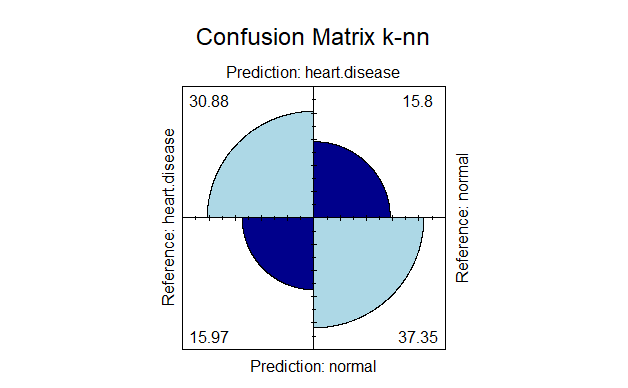 Confusion Matrix k-nn
Prediction: heart.disease
30.88
15.8
Reference: heart.disease
Reference: normal
15.97
37.35
Prediction: normal